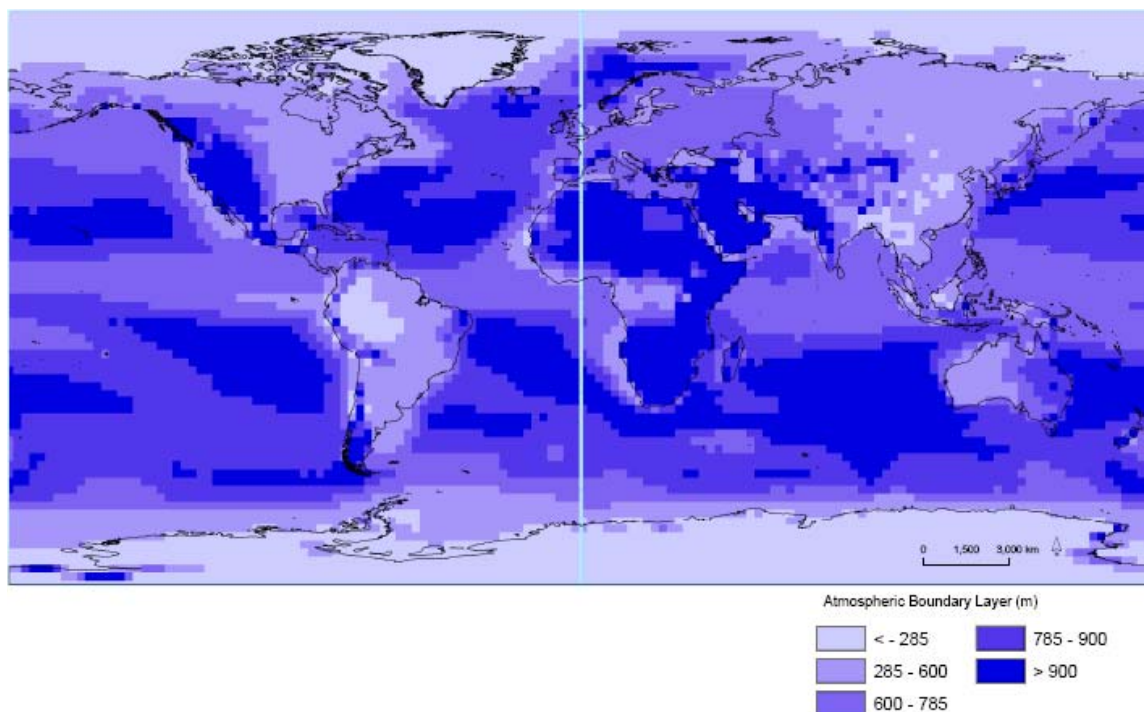 0 1,500 3,000 km
Atmospheric Boundary Layer (m)
< - 285
785 - 900
285 - 600
> 900
600 - 785